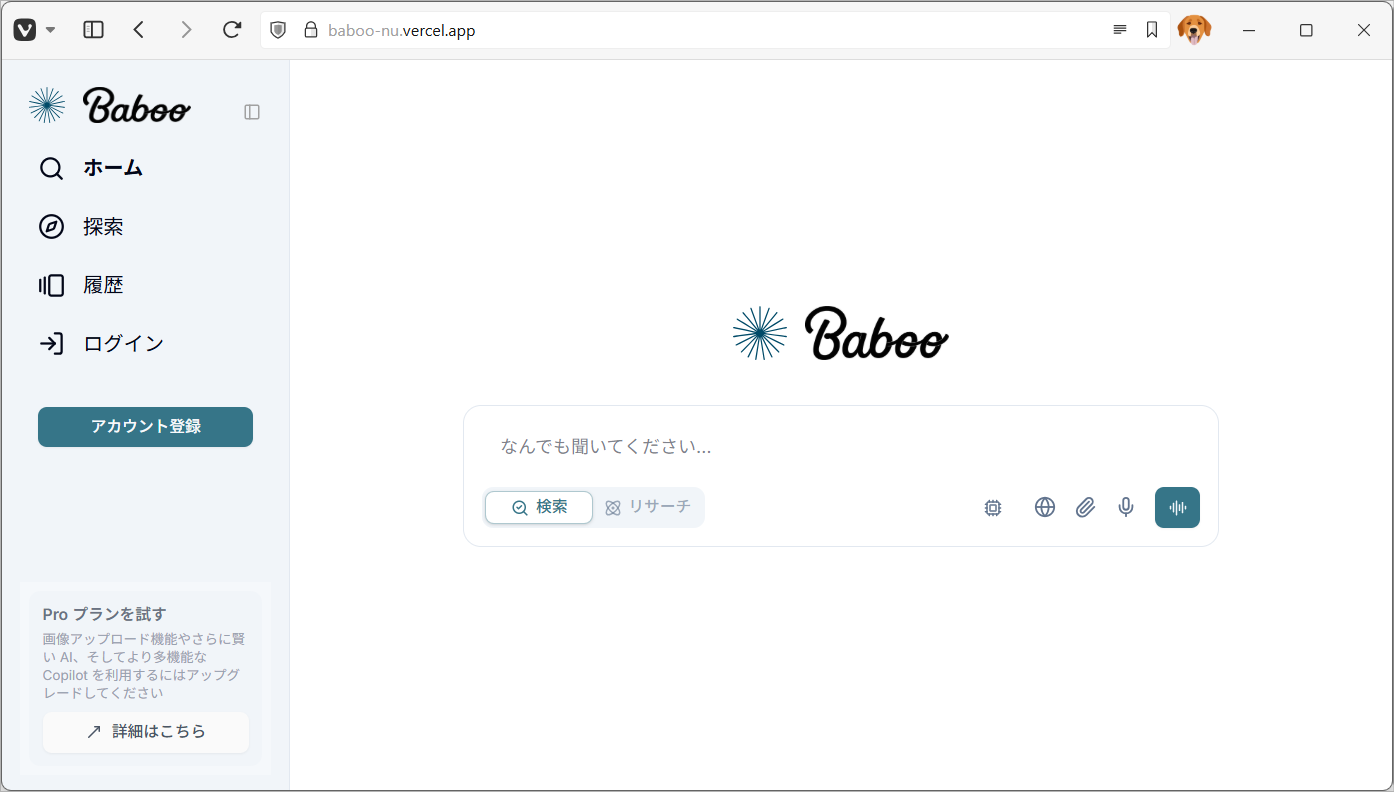 baboo-nu.vercel.app
Baboo
ホーム
探索
履歴
ログイン
アカウント登録
Pro プランを試す
画像アップロード機能やさらに賢
い AI、そしてより多機能な
Copilot を利用するにはアップグ
レードしてください
詳細はこちら
Baboo
なんでも聞いてください...
検索
リサーチ